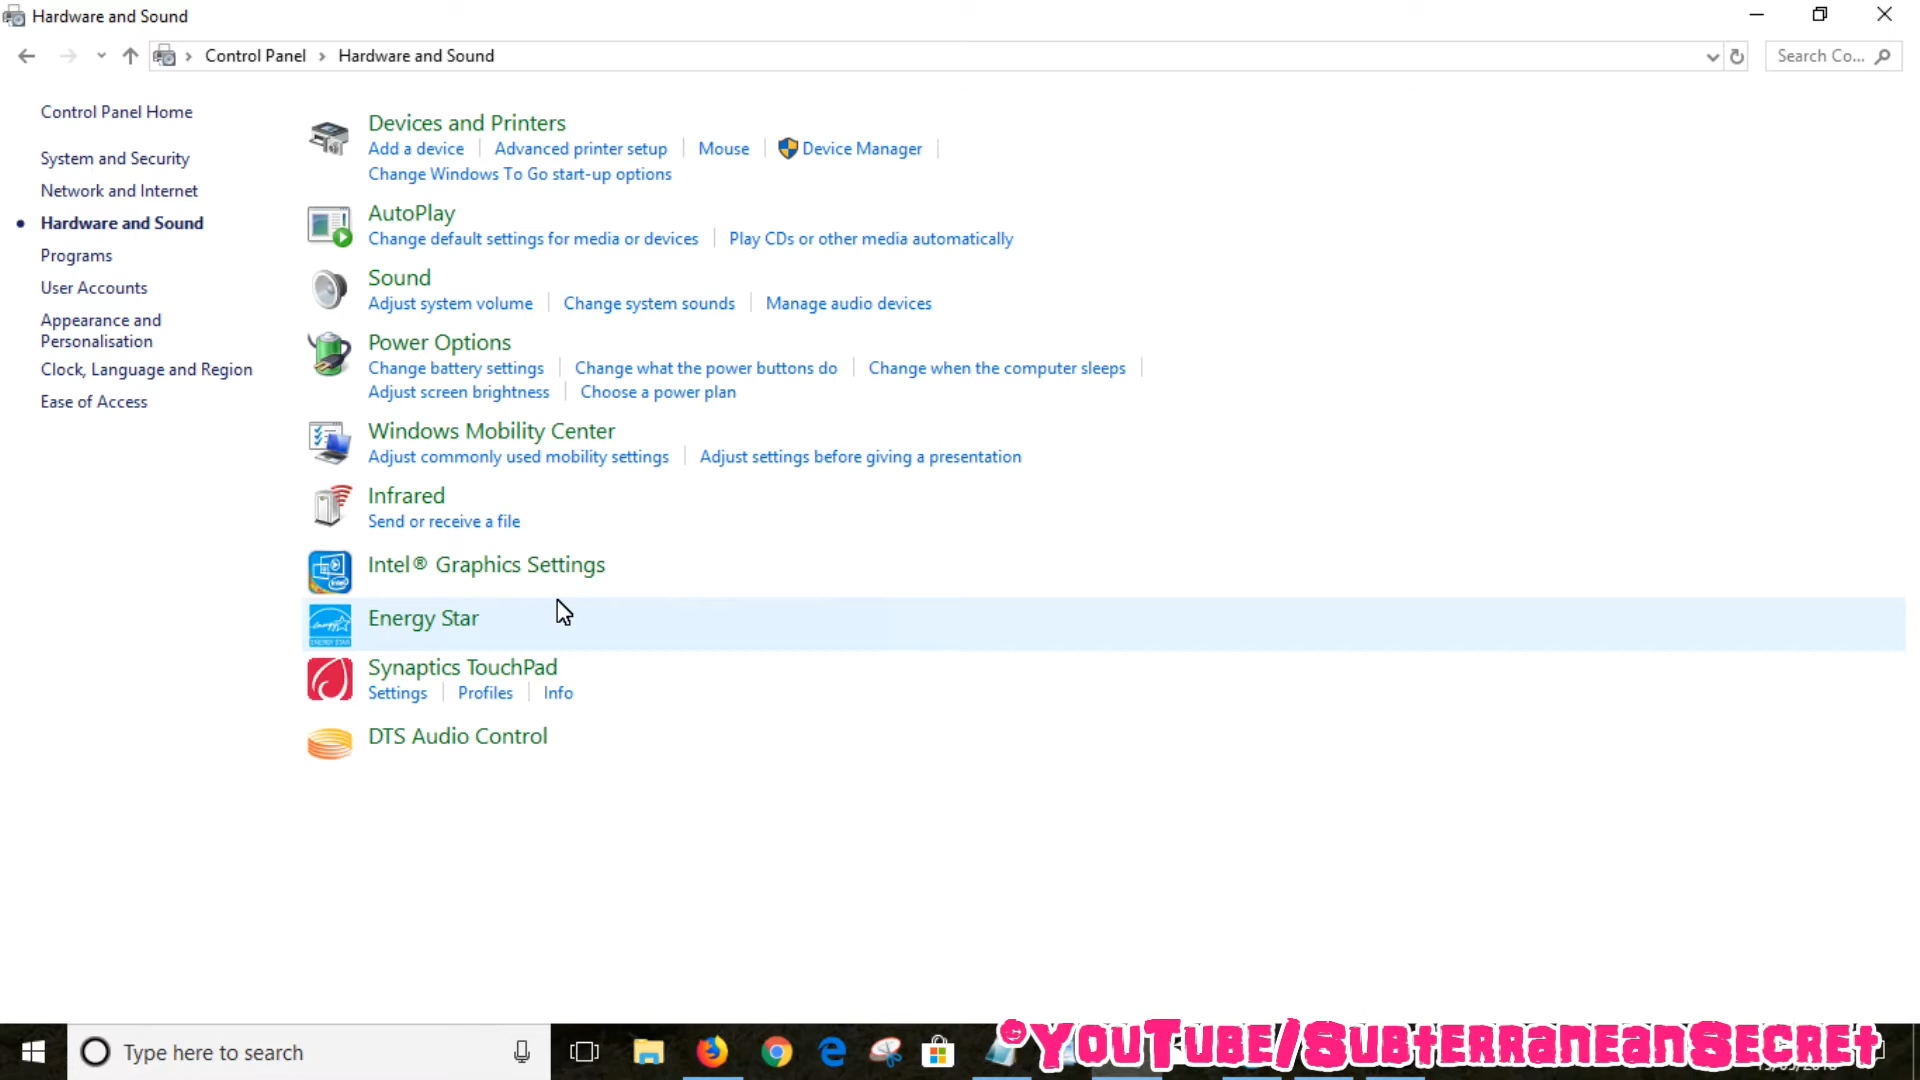 Hardware and Sound
Control Panel > Hardware and Sound
Search Co...
Control Panel Home
System and Security
Network and Internet
Hardware and Sound
Programs
User Accounts
Appearance and
Personalisation
Clock, Language and Region
Ease of Access
Devices and Printers
Add a device | Advanced printer setup | Mouse | Device Manager |
Change Windows To Go start-up options
AutoPlay
Change default settings for media or devices | Play CDs or other media automatically
Sound
Adjust system volume | Change system sounds | Manage audio devices
Power Options
Change battery settings | Change what the power buttons do | Change when the computer sleeps |
Adjust screen brightness | Choose a power plan
Windows Mobility Center
Adjust commonly used mobility settings | Adjust settings before giving a presentation
Infrared
Send or receive a file
Intel® Graphics Settings
Energy Star
Synaptics TouchPad
Settings | Profiles | Info
DTS Audio Control
Type here to search
©YouTube/SubterraneanSecret